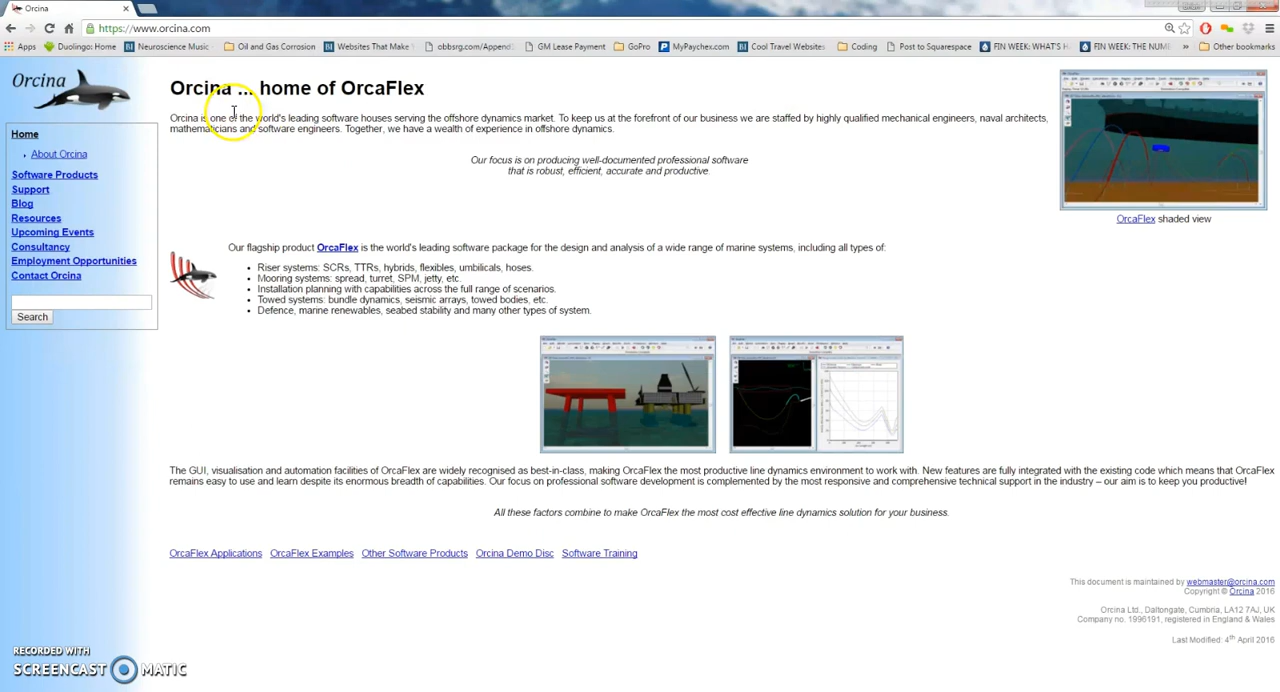 Orcina
https://www.orcina.com
Apps
Duolingo: Home
Neuroscience Music
Oil and Gas Corrosion
Websites That Make
obbsrg.com/Append
GM Lease Payment
GoPro
MyPaychex.com
Cool Travel Websites
Coding
Post to Squarespace
FIN WEEK: WHAT'S H
FIN WEEK: THE NUM
»
Other bookmarks
Orcina
Home
About Orcina
Software Products
Support
Blog
Resources
Upcoming Events
Consultancy
Employment Opportunities
Contact Orcina
Search
Orcina ... home of OrcaFlex
Orcina is one of the world's leading software houses serving the offshore dynamics market. To keep us at the forefront of our business we are staffed by highly qualified mechanical engineers, naval architects,
mathematicians and software engineers. Together, we have a wealth of experience in offshore dynamics.
Our focus is on producing well-documented professional software
that is robust, efficient, accurate and productive.
OrcaFlex shaded view
Our flagship product OrcaFlex is the world's leading software package for the design and analysis of a wide range of marine systems, including all types of:
• Riser systems: SCRs, TTRs, hybrids, flexibles, umbilicals, hoses.
• Mooring systems: spread, turret, SPM, jetty, etc.
• Installation planning with capabilities across the full range of scenarios.
• Towed systems: bundle dynamics, seismic arrays, towed bodies, etc.
• Defence, marine renewables, seabed stability and many other types of system.
The GUI, visualisation and automation facilities of OrcaFlex are widely recognised as best-in-class, making OrcaFlex the most productive line dynamics environment to work with. New features are fully integrated with the existing code which means that OrcaFlex
remains easy to use and learn despite its enormous breadth of capabilities. Our focus on professional software development is complemented by the most responsive and comprehensive technical support in the industry – our aim is to keep you productive!
All these factors combine to make OrcaFlex the most cost effective line dynamics solution for your business.
OrcaFlex Applications OrcaFlex Examples Other Software Products Orcina Demo Disc Software Training
This document is maintained by webmaster@orcina.com
Copyright © Orcina 2016
Orcina Ltd., Daltongate, Cumbria, LA12 7AJ, UK
Company no. 1996191, registered in England & Wales
Last Modified: 4th April 2016
RECORDED WITH
SCREENCAST MATIC